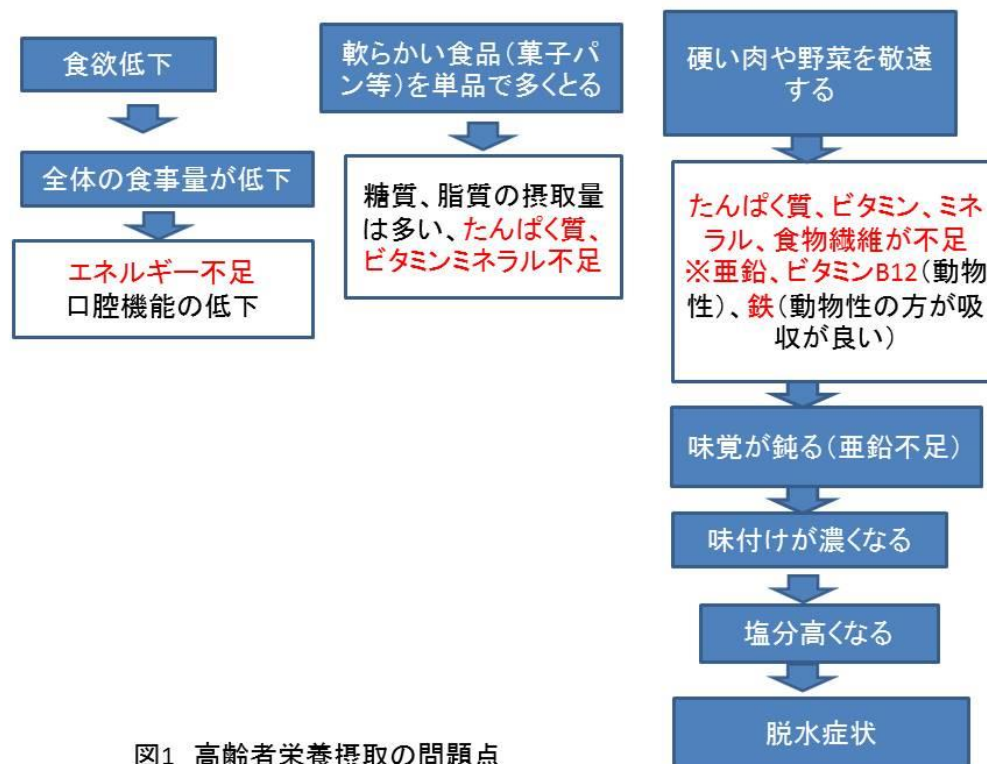 食欲低下
全体の食事量が低下
エネルギー不足
口腔機能の低下
軟らかい食品(菓子パ
ン等)を単品で多くとる
糖質、脂質の摂取量
は多い、たんぱく質、
ビタミンミネラル不足
硬い肉や野菜を敬遠
する
たんぱく質、ビタミン、ミネ
ラル、食物繊維が不足
※亜鉛、ビタミンB12(動物
性)、鉄(動物性の方が吸
収が良い)
味覚が鈍る(亜鉛不足)
味付けが濃くなる
塩分高くなる
脱水症状
図1 高齢者栄養摂取の問題点